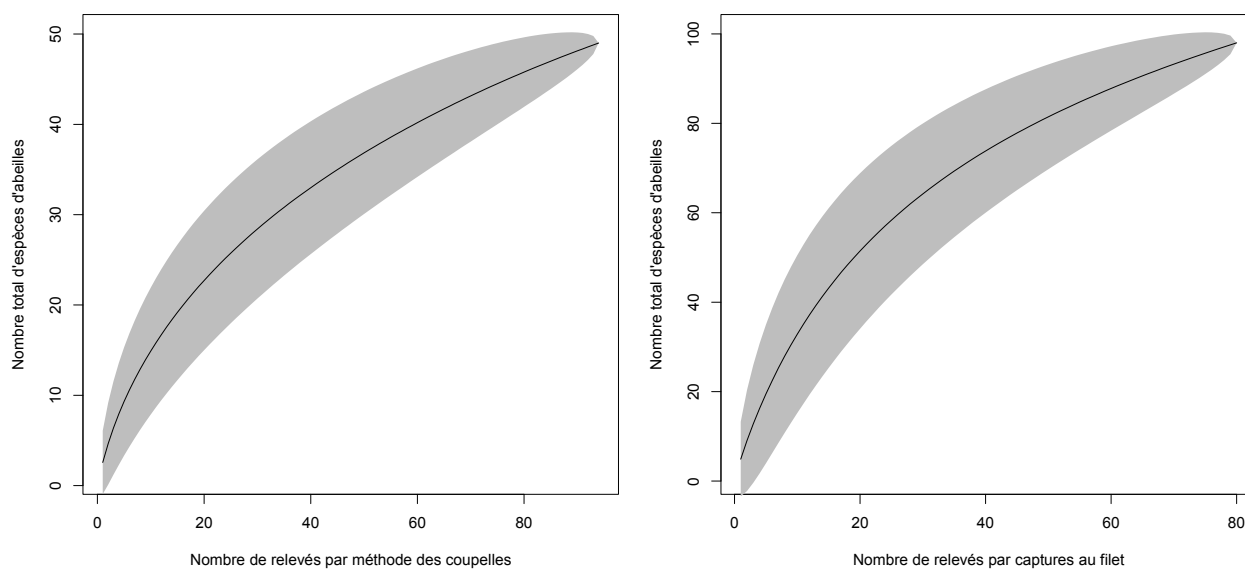 Nombre total d'espèces d'abeilles
50
40
30
20
10
0
0 20 40 60 80
Nombre de relevés par méthode des coupelles
Nombre total d'espèces d'abeilles
100
80
60
40
20
0
0 20 40 60 80
Nombre de relevés par captures au filet